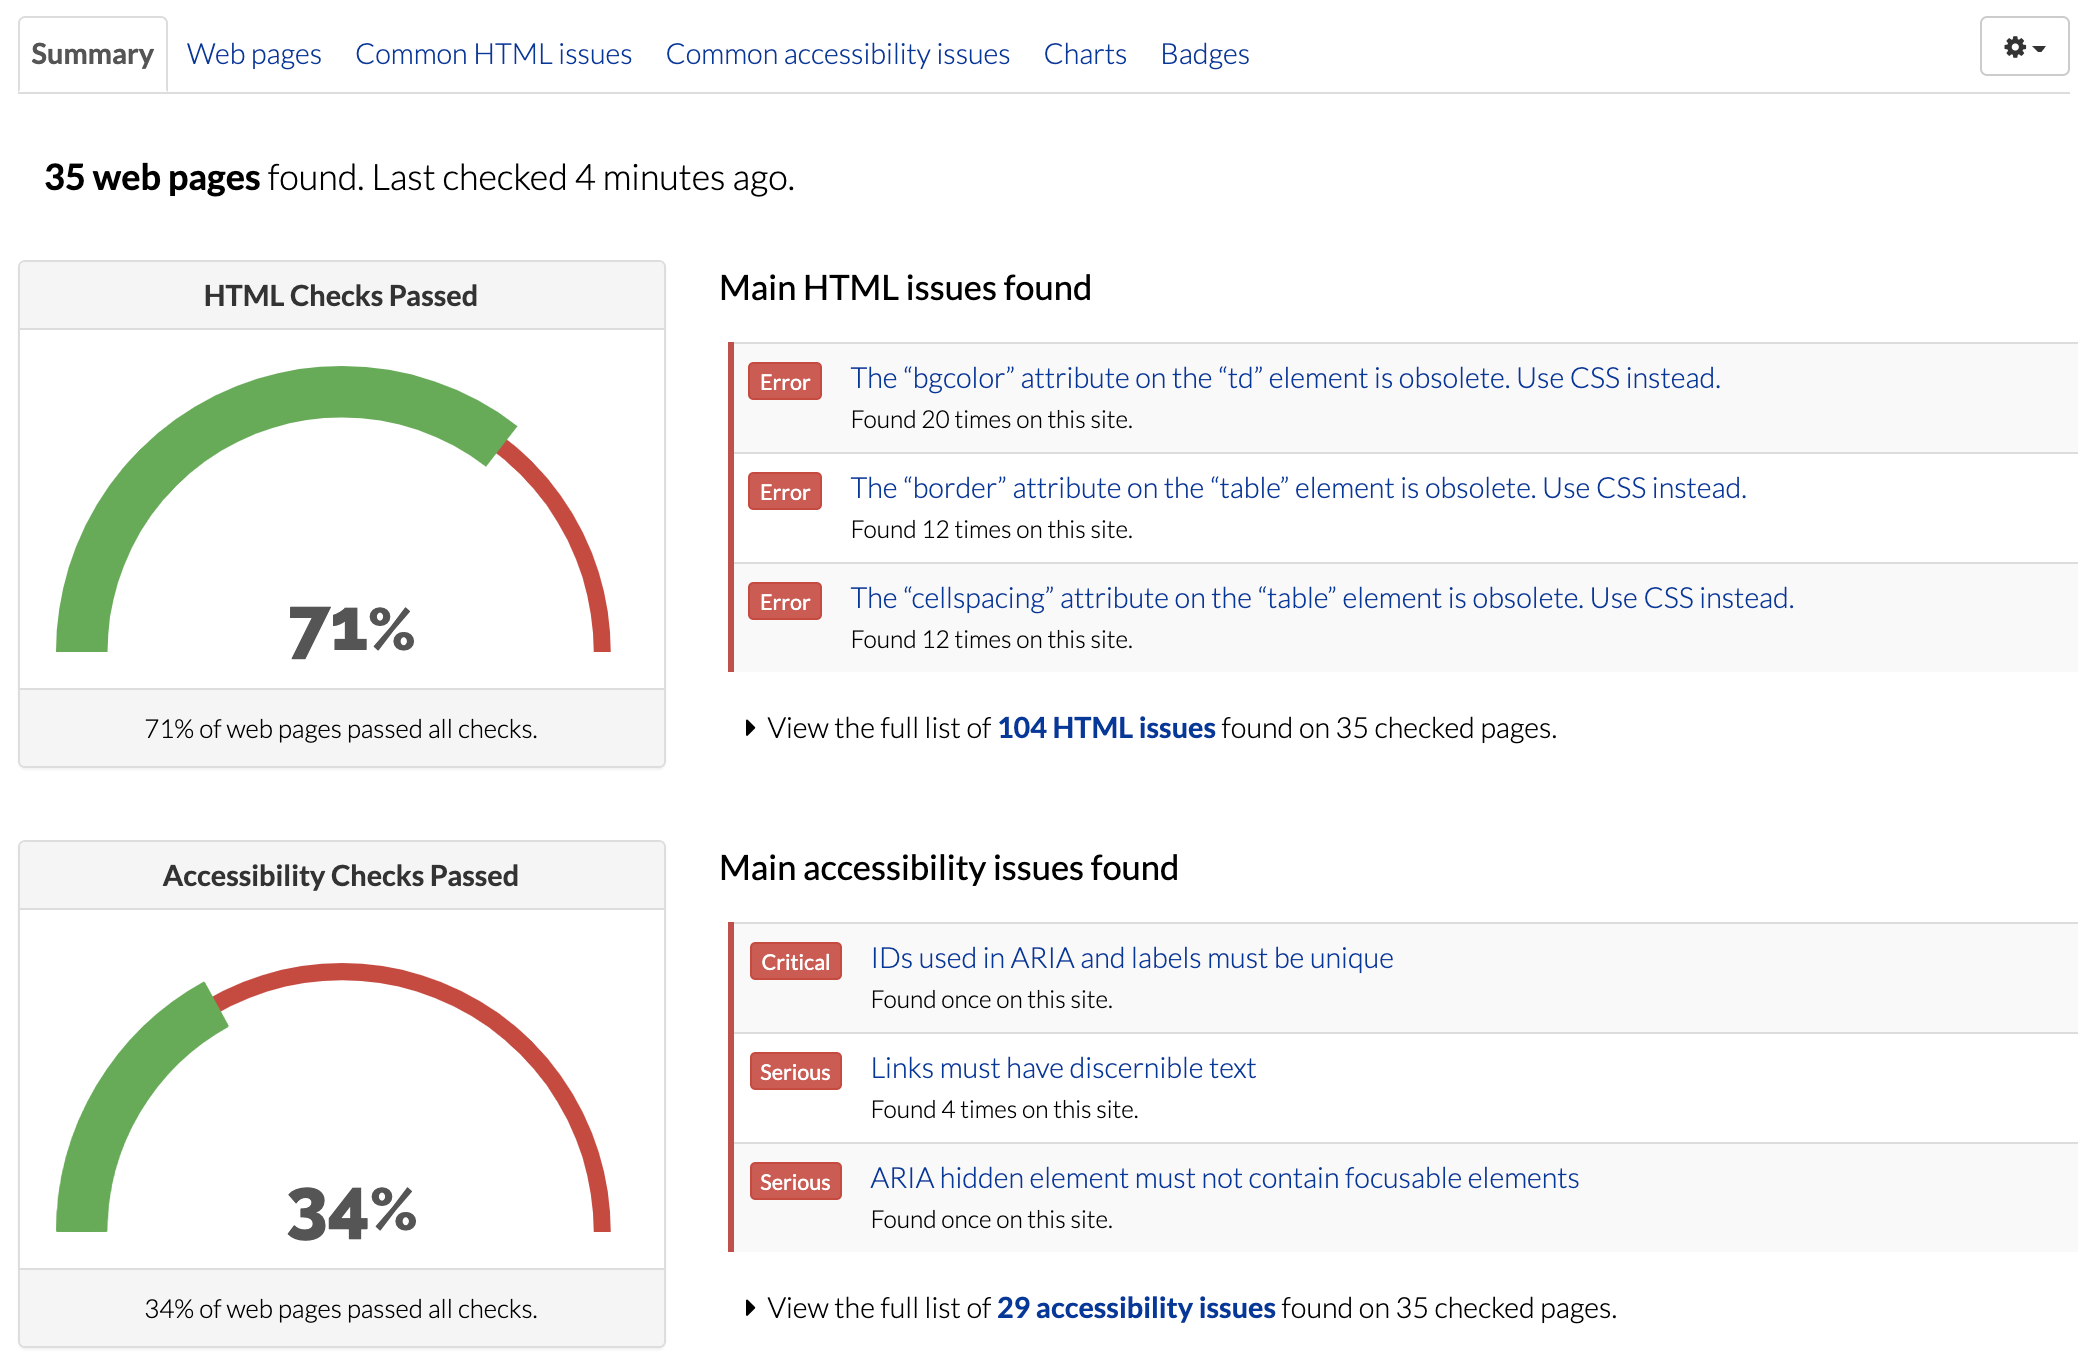 Summary Web pages Common HTML issues Common accessibility issues Charts Badges
35 web pages found. Last checked 4 minutes ago.
HTML Checks Passed
71%
71% of web pages passed all checks.
Main HTML issues found
Error The “bgcolor” attribute on the “td” element is obsolete. Use CSS instead.
Found 20 times on this site.
Error The “border” attribute on the “table” element is obsolete. Use CSS instead.
Found 12 times on this site.
Error The “cellspacing” attribute on the “table” element is obsolete. Use CSS instead.
Found 12 times on this site.
View the full list of 104 HTML issues found on 35 checked pages.
Accessibility Checks Passed
34%
34% of web pages passed all checks.
Main accessibility issues found
Critical IDs used in ARIA and labels must be unique
Found once on this site.
Serious Links must have discernible text
Found 4 times on this site.
Serious ARIA hidden element must not contain focusable elements
Found once on this site.
View the full list of 29 accessibility issues found on 35 checked pages.